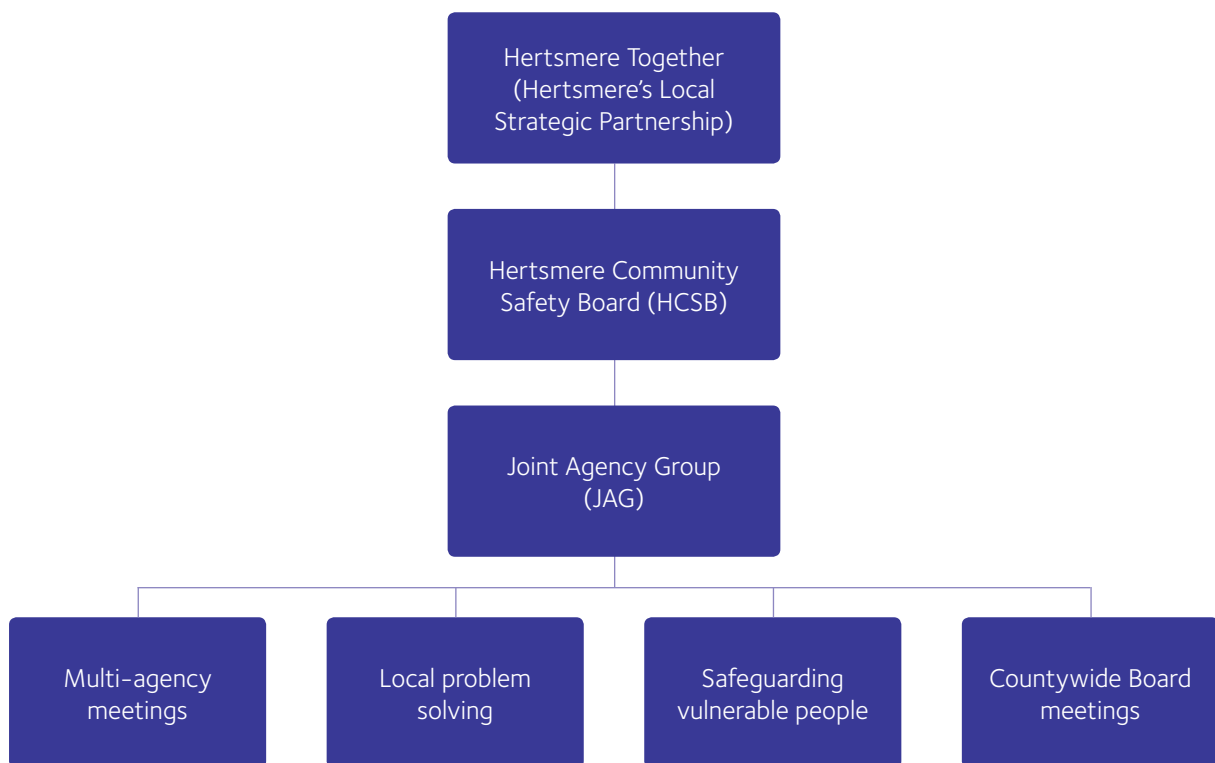 Hertsmere Together
(Hertsmere’s Local
Strategic Partnership)
Hertsmere Community
Safety Board (HCSB)
Joint Agency Group
(JAG)
Multi-agency
meetings
Local problem
solving
Safeguarding
vulnerable people
Countywide Board
meetings